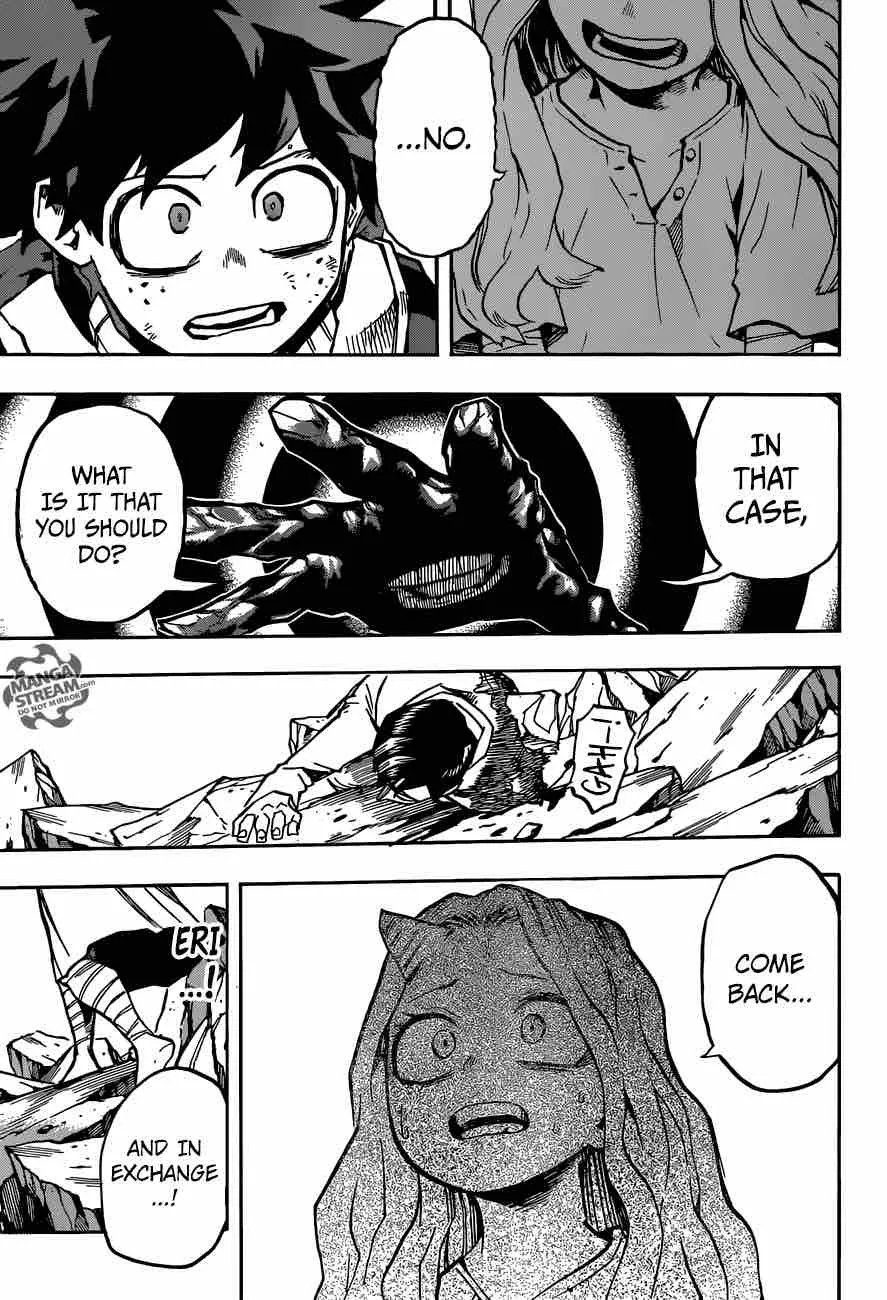 ...NO.
IN
THAT
CASE,
WHAT
IS IT THAT
YOU SHOULD
DO?
MANGA
STREAM.com
DO NOT MIRROR
GAH-!
COME
BACK...
ERI
...!
AND IN
EXCHANGE
...!